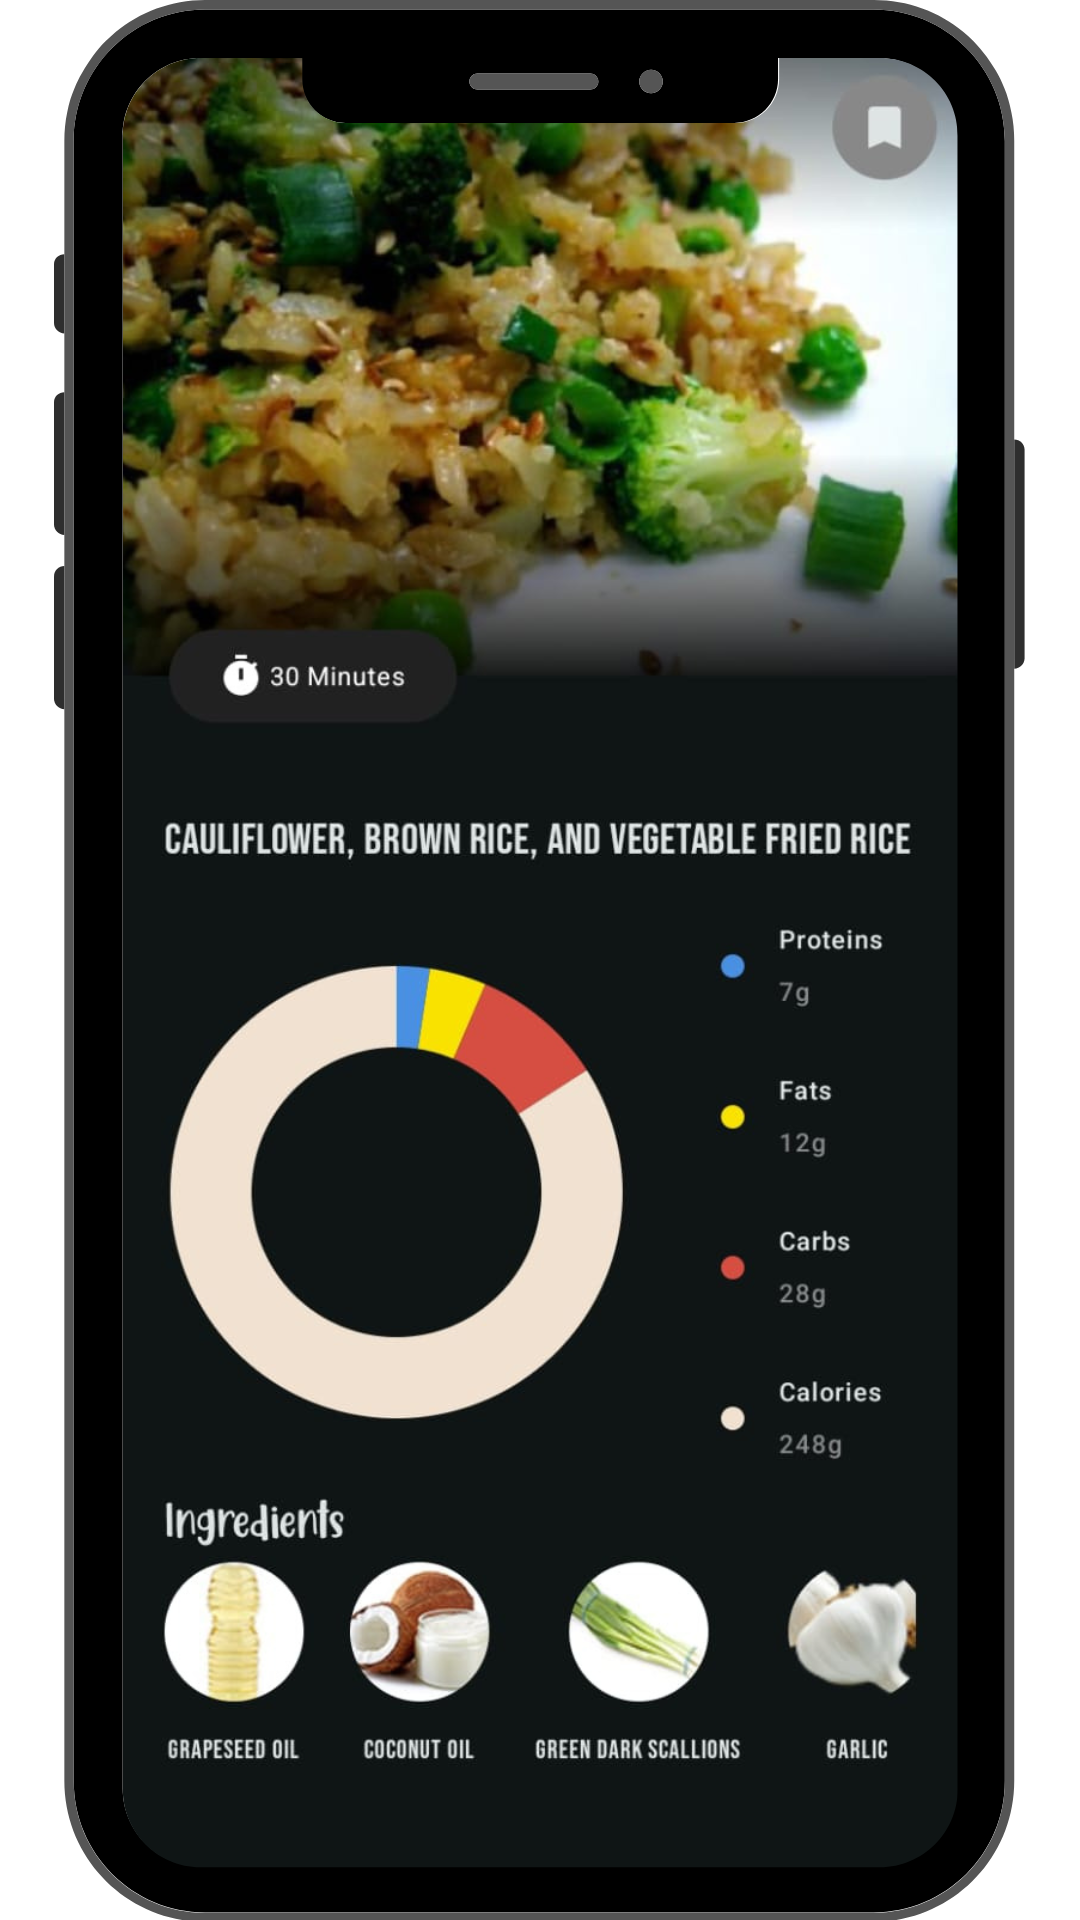 30 Minutes
CAULIFLOWER, BROWN RICE, AND VEGETABLE FRIED RICE
Proteins
7g
Fats
12g
Carbs
28g
Calories
248g
Ingredients
GRAPESEED OIL
COCONUT OIL
GREEN DARK SCALLIONS
GARLIC